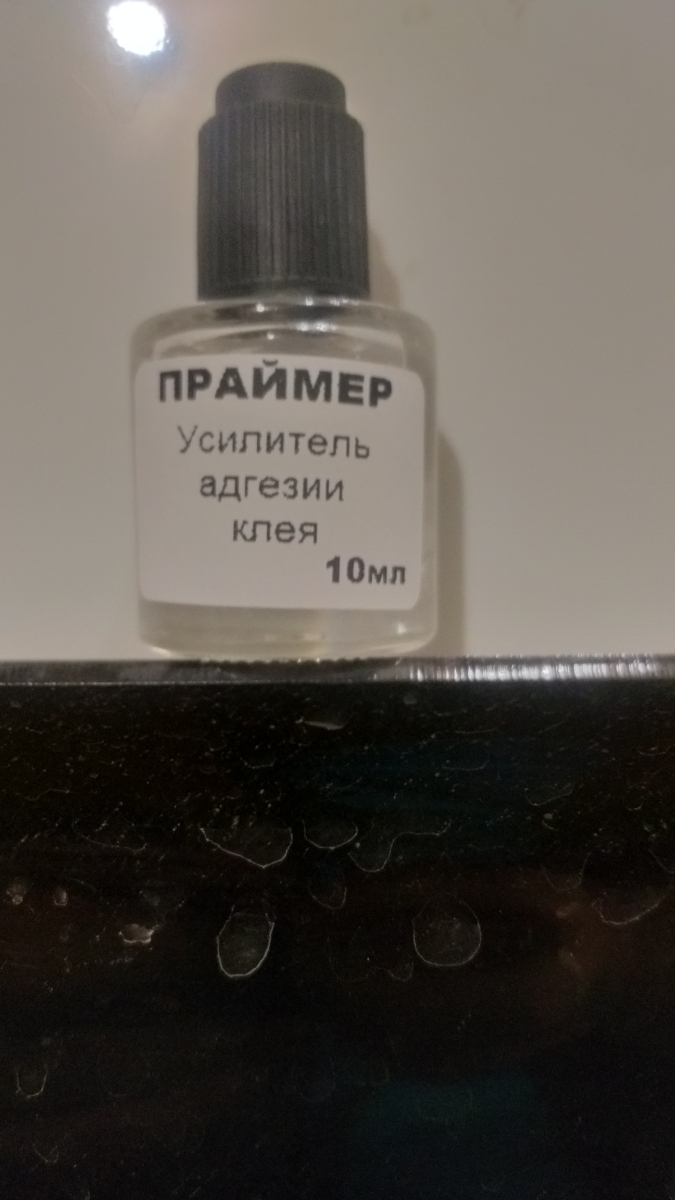 ПРАЙМЕР
Усилитель
адгезии
клея
10мл